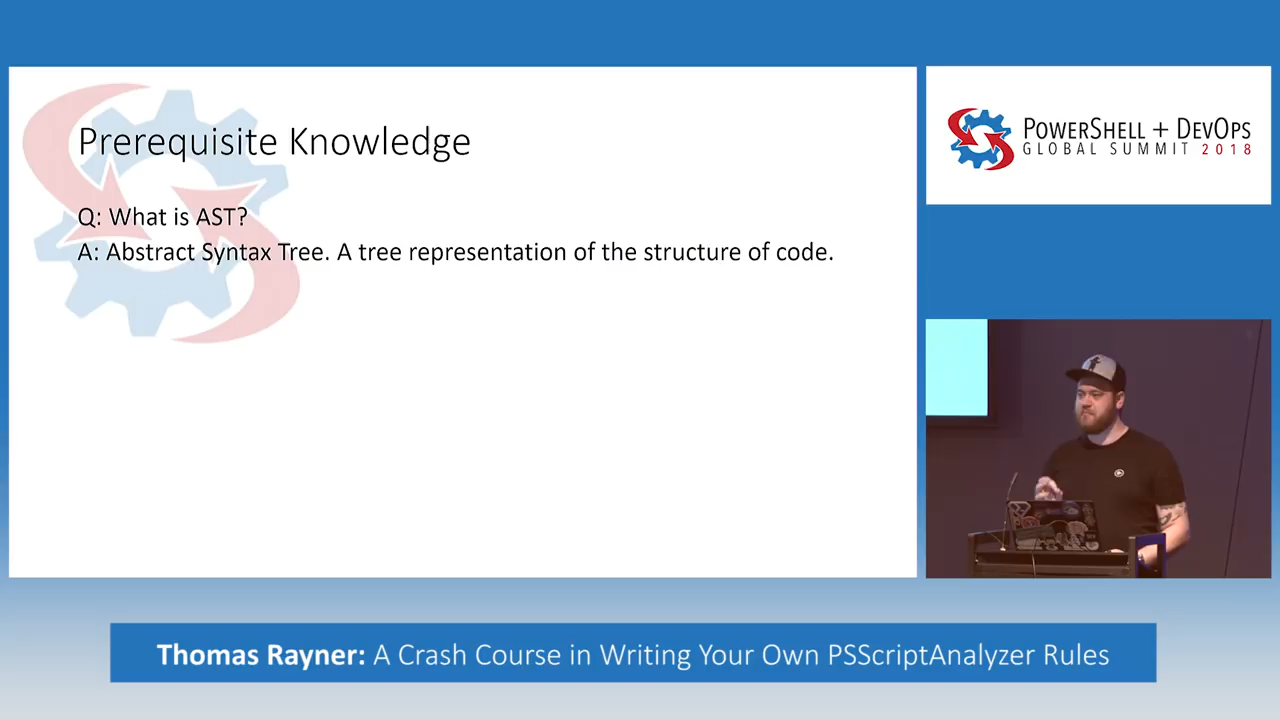 Prerequisite Knowledge
Q: What is AST?
A: Abstract Syntax Tree. A tree representation of the structure of code.
POWERSHELL + DEVOPS
GLOBAL SUMMIT 2018
Thomas Rayner: A Crash Course in Writing Your Own PSScriptAnalyzer Rules